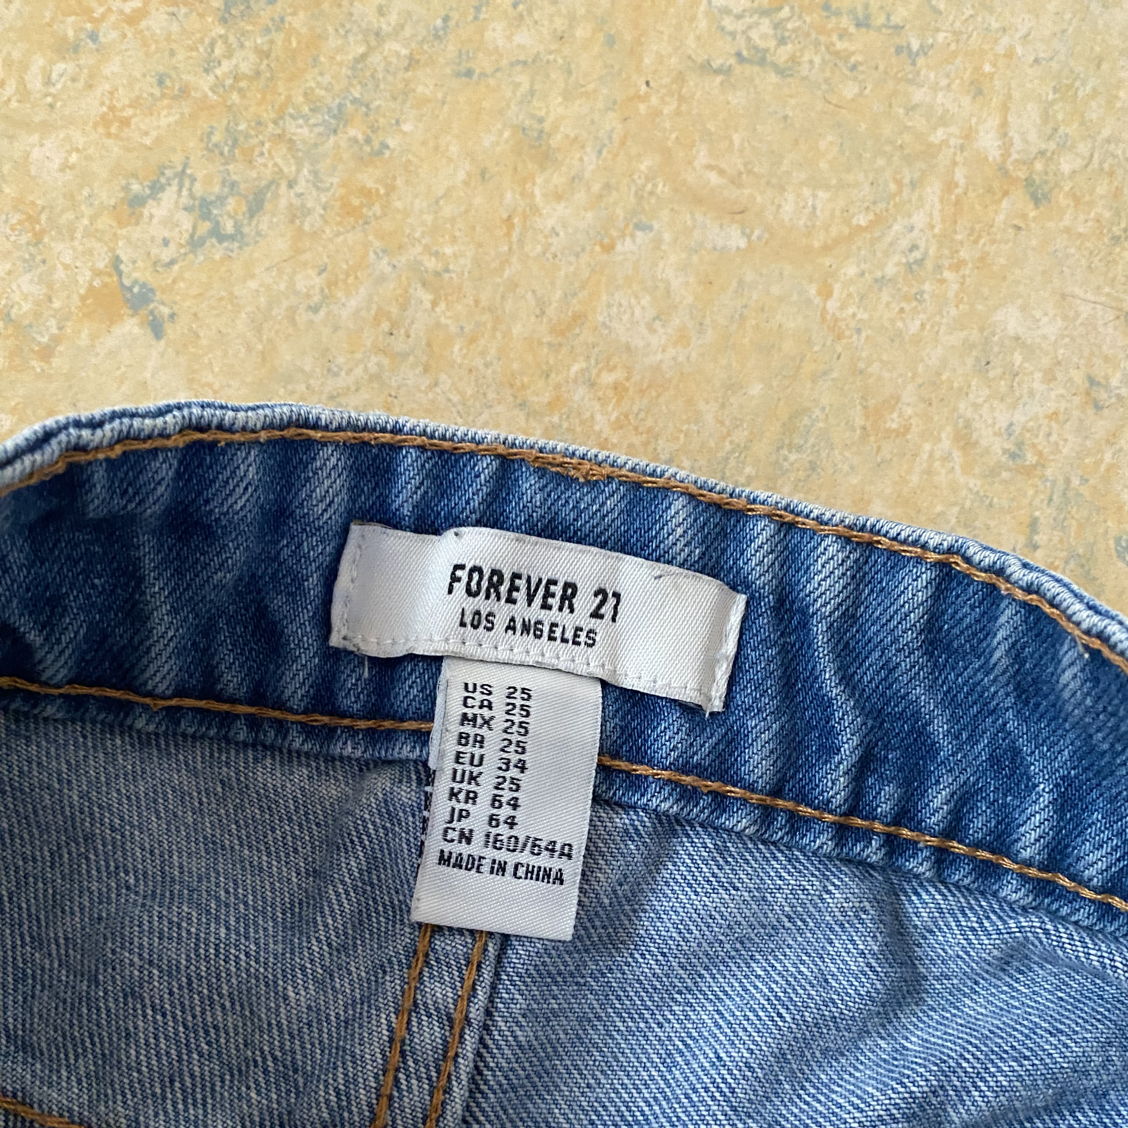 FOREVER 21
LOS ANGELES
US 25
CA 25
MX 25
BR 25
EU 34
UK 25
KR 64
JP 64
CN 160/64A
MADE IN CHINA